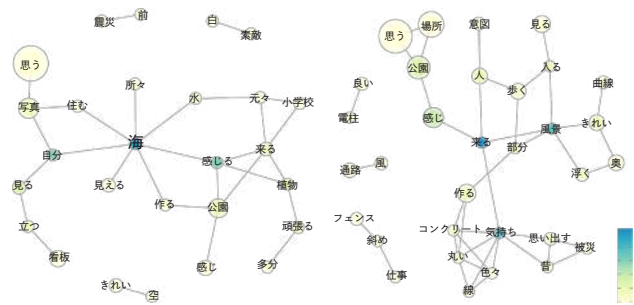 震災
前
白
素敵
思う
所々
写真
住む
水
元々
小学校
海
自分
感じる
来る
見る
見える
植物
作る
公園
立つ
頑張る
看板
感じ
多分
きれい
空
思う
場所
意図
見る
公園
人
入る
良い
歩く
曲線
電柱
感じ
来る
風景
きれい
部分
通路
風
浮く
奥
作る
フェンス
コンクリート
気持ち
思い出す
斜め
丸い
被災
仕事
色々
昔
線